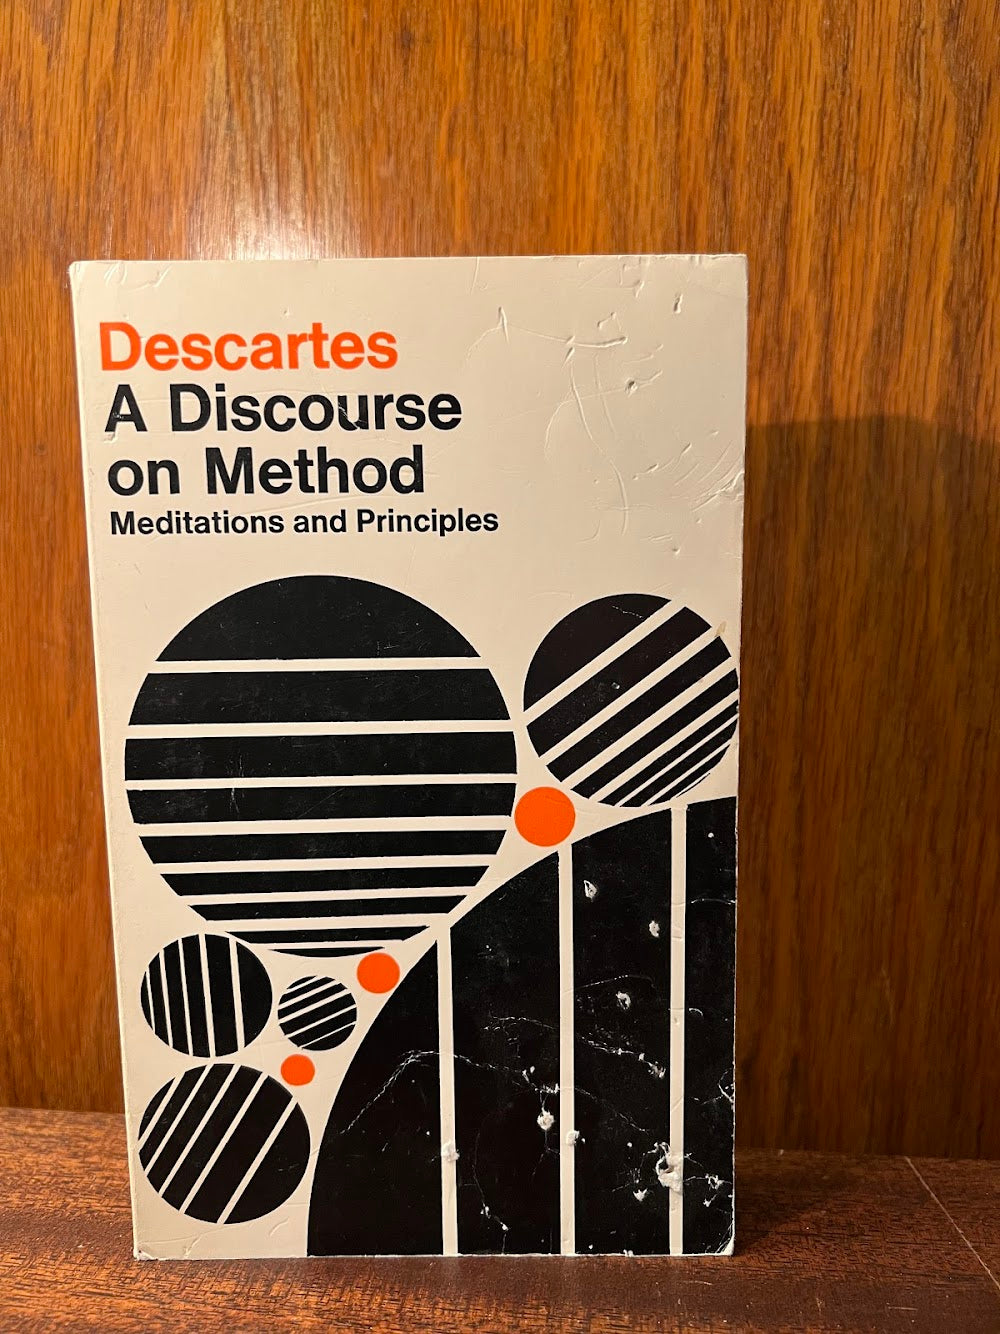 Descartes
A Discourse
on Method
Meditations and Principles